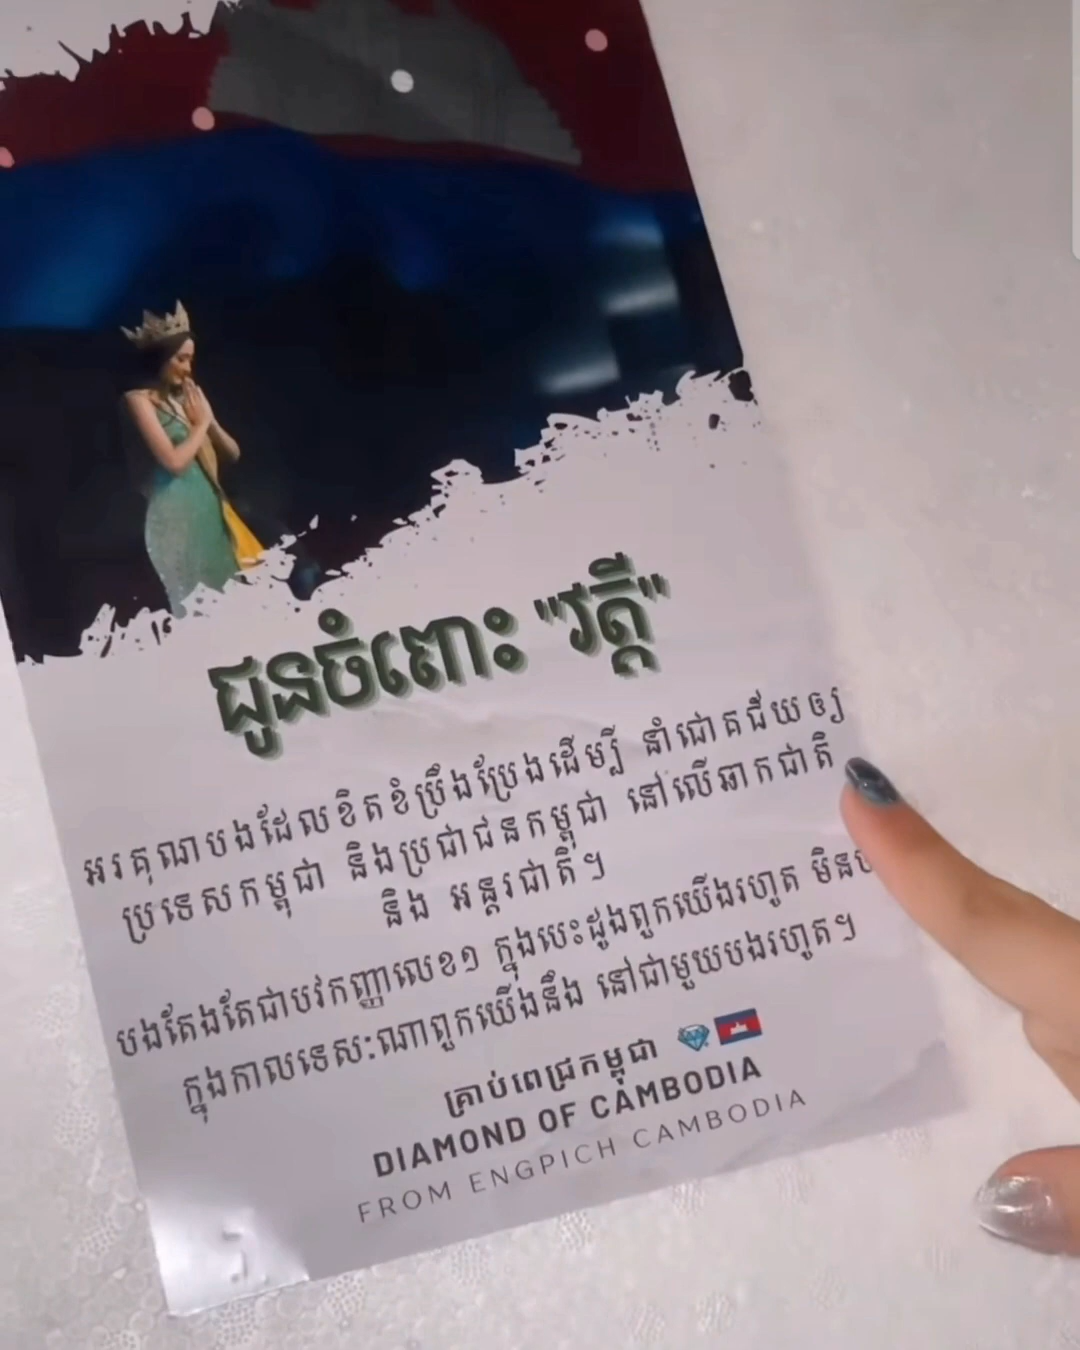 ជូនចំពោះ "វត្តី"
អរគុណបងដែលខិតខំប្រឹងប្រែងដើម្បី នាំជោគជ័យឲ្យ
ប្រទេសកម្ពុជា និងប្រជាជនកម្ពុជា នៅលើឆាកជាតិ
និង អន្តរជាតិ។
បងតែងតែជាបវរកញ្ញាលេខ១ ក្នុងបេះដូងពួកយើងរហូត មិនថា
ក្នុងកាលទេសៈណាពួកយើងនឹង នៅជាមួយបងរហូត។
គ្រាប់ពេជ្រកម្ពុជា
DIAMOND OF CAMBODIA
FROM ENGPICH CAMBODIA